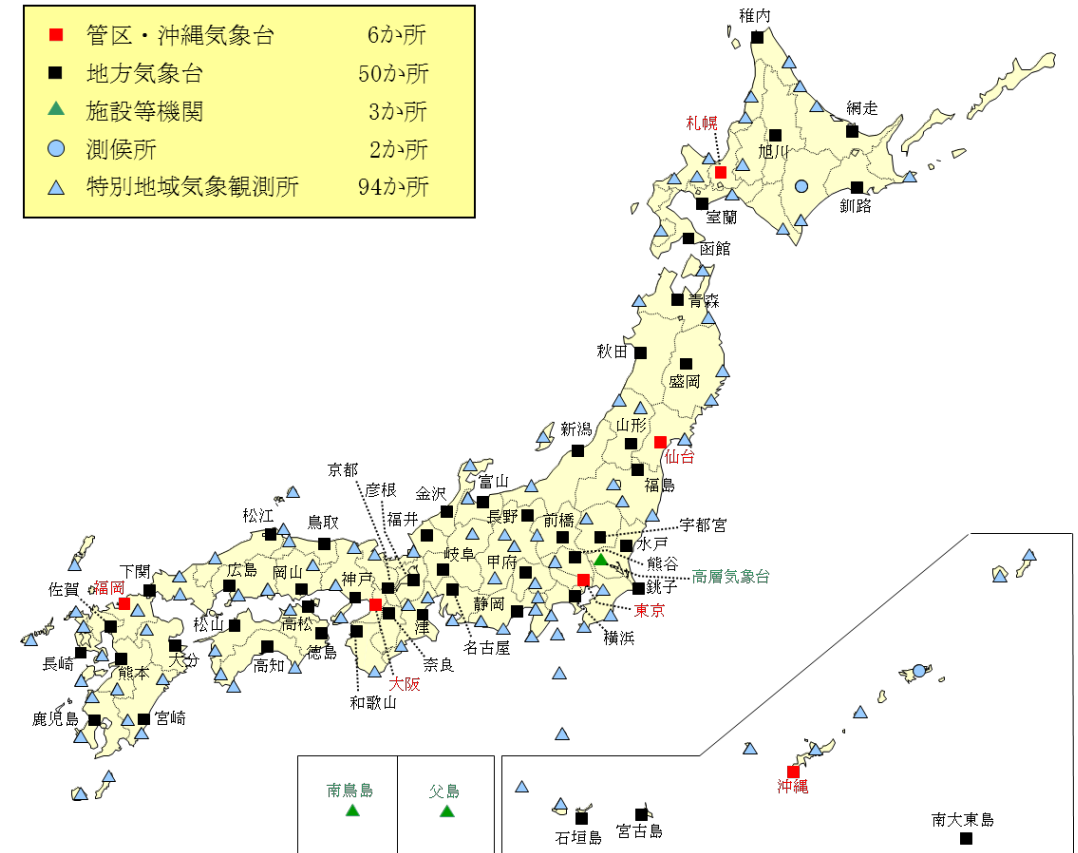 管区・沖縄気象台 6か所
地方気象台 50か所
施設等機関 3か所
測侯所 2か所
特別地域気象観測所 94か所
稚内
網走
札幌
旭川
釧路
室蘭
函館
青森
秋田
盛岡
山形
新潟
仙台
福島
京都
彦根
金沢
富山
福井
長野
前橋
宇都宮
水戸
松江
鳥取
岐阜
甲府
熊谷
高層気象台
銚子
下関
広島
岡山
神戸
佐賀
福岡
静岡
東京
横浜
松山
高松
徳島
津
名古屋
奈良
長崎
熊本
大分
高知
大阪
和歌山
鹿児島
宮崎
南鳥島
父島
沖縄
石垣島
宮古島
南大東島